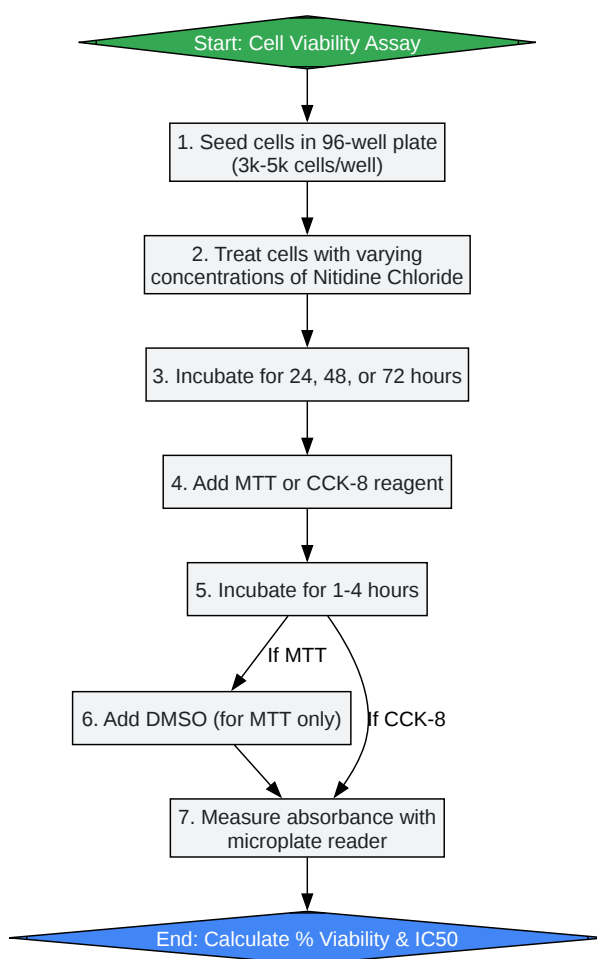 Start: Cell Viability Assay
1. Seed cells in 96-well plate
(3k-5k cells/well)
2. Treat cells with varying
concentrations of Nitidine Chloride
3. Incubate for 24, 48, or 72 hours
4. Add MTT or CCK-8 reagent
5. Incubate for 1-4 hours
If MTT
6. Add DMSO (for MTT only)
If CCK-8
7. Measure absorbance with
microplate reader
End: Calculate % Viability & IC50